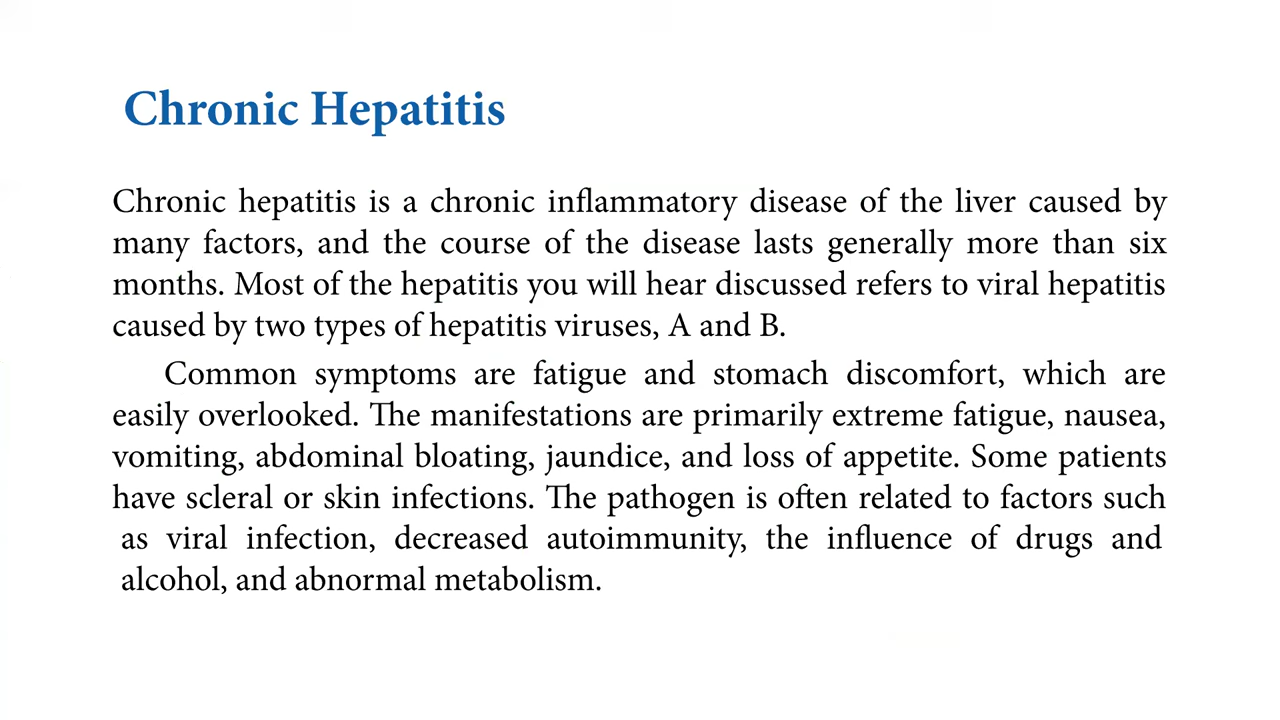 Chronic Hepatitis
Chronic hepatitis is a chronic inflammatory disease of the liver caused by
many factors, and the course of the disease lasts generally more than six
months. Most of the hepatitis you will hear discussed refers to viral hepatitis
caused by two types of hepatitis viruses, A and B.
Common symptoms are fatigue and stomach discomfort, which are
easily overlooked. The manifestations are primarily extreme fatigue, nausea,
vomiting, abdominal bloating, jaundice, and loss of appetite. Some patients
have scleral or skin infections. The pathogen is often related to factors such
as viral infection, decreased autoimmunity, the influence of drugs and
alcohol, and abnormal metabolism.